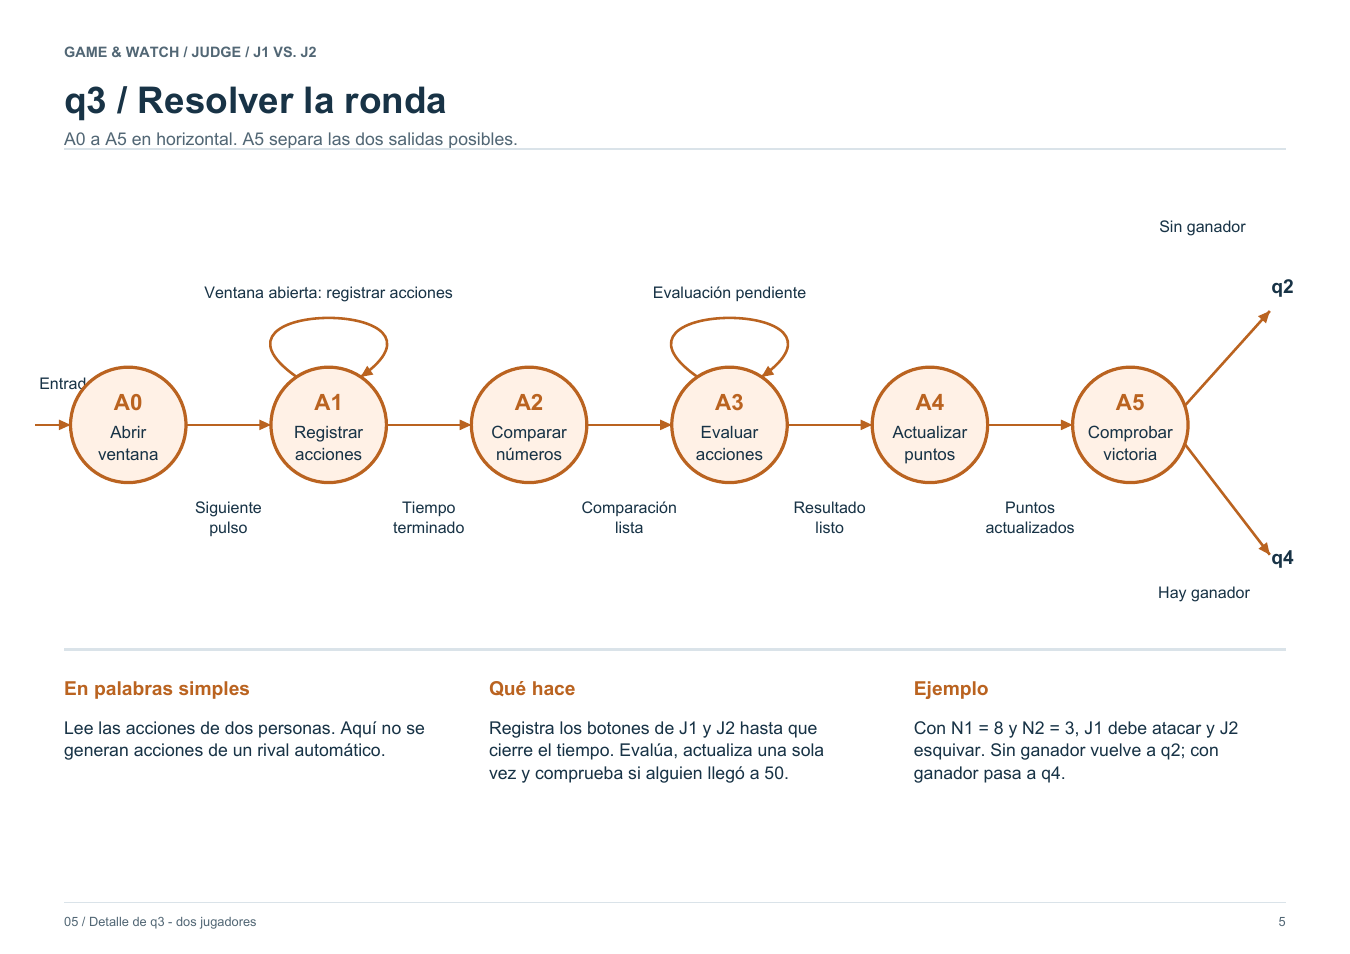 GAME & WATCH / JUDGE / J1 VS. J2
q3 / Resolver la ronda
A0 a A5 en horizontal. A5 separa las dos salidas posibles.
Sin ganador
q2
Ventana abierta: registrar acciones
Evaluación pendiente
Entrad
A0
Abrir
ventana
A1
Registrar
acciones
A2
Comparar
números
A3
Evaluar
acciones
A4
Actualizar
puntos
A5
Comprobar
victoria
Siguiente
pulso
Tiempo
terminado
Comparación
lista
Resultado
listo
Puntos
actualizados
q4
Hay ganador
En palabras simples
Lee las acciones de dos personas. Aquí no se
generan acciones de un rival automático.
Qué hace
Registra los botones de J1 y J2 hasta que
cierre el tiempo. Evalúa, actualiza una sola
vez y comprueba si alguien llegó a 50.
Ejemplo
Con N1 = 8 y N2 = 3, J1 debe atacar y J2
esquivar. Sin ganador vuelve a q2; con
ganador pasa a q4.
05 / Detalle de q3 - dos jugadores
5